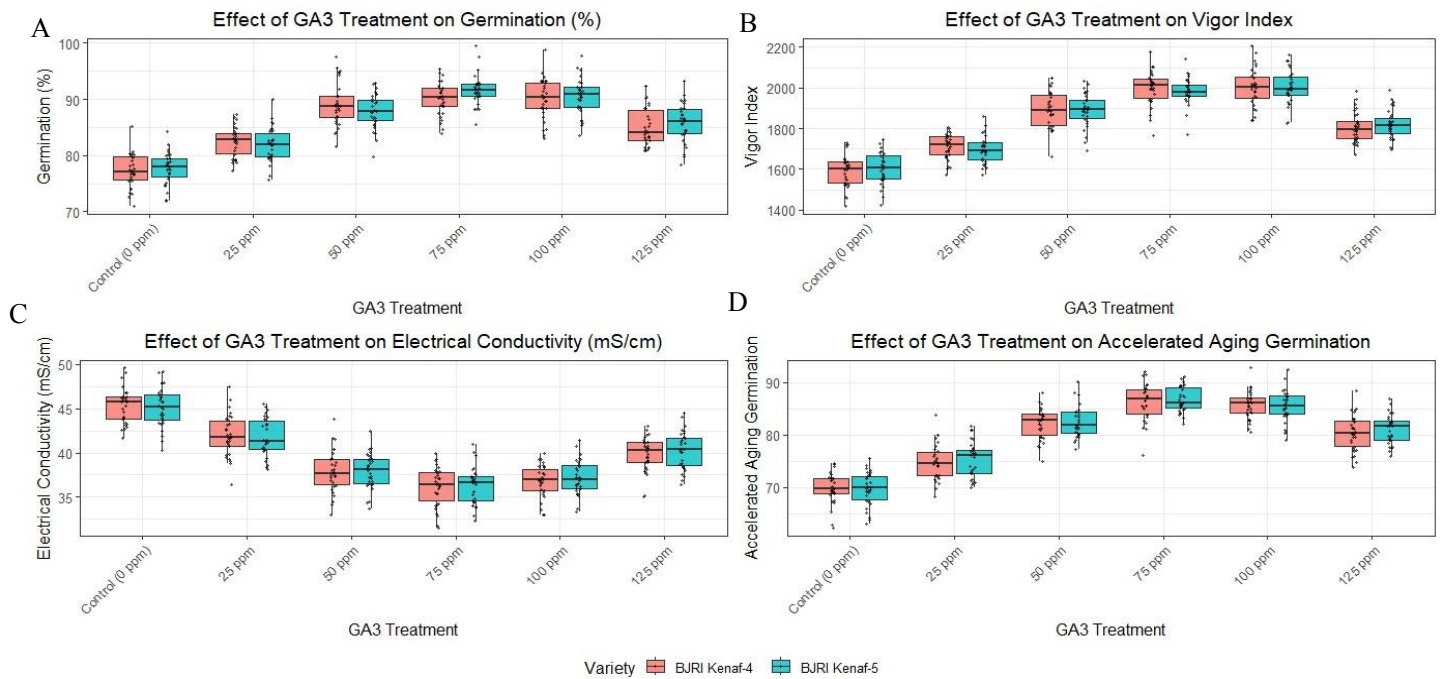 A
Effect of GA3 Treatment on Germination (%)
Germination (%)
100
90
80
70
Control (0 ppm)
25 ppm
50 ppm
75 ppm
100 ppm
125 ppm
GA3 Treatment
B
Effect of GA3 Treatment on Vigor Index
Vigor Index
2200
2000
1800
1600
1400
Control (0 ppm)
25 ppm
50 ppm
75 ppm
100 ppm
125 ppm
GA3 Treatment
C
Effect of GA3 Treatment on Electrical Conductivity (mS/cm)
Electrical Conductivity (mS/cm)
50
45
40
35
Control (0 ppm)
25 ppm
50 ppm
75 ppm
100 ppm
125 ppm
GA3 Treatment
D
Effect of GA3 Treatment on Accelerated Aging Germination
Accelerated Aging Germination
90
80
70
Control (0 ppm)
25 ppm
50 ppm
75 ppm
100 ppm
125 ppm
GA3 Treatment
Variety BJRI Kenaf-4 BJRI Kenaf-5